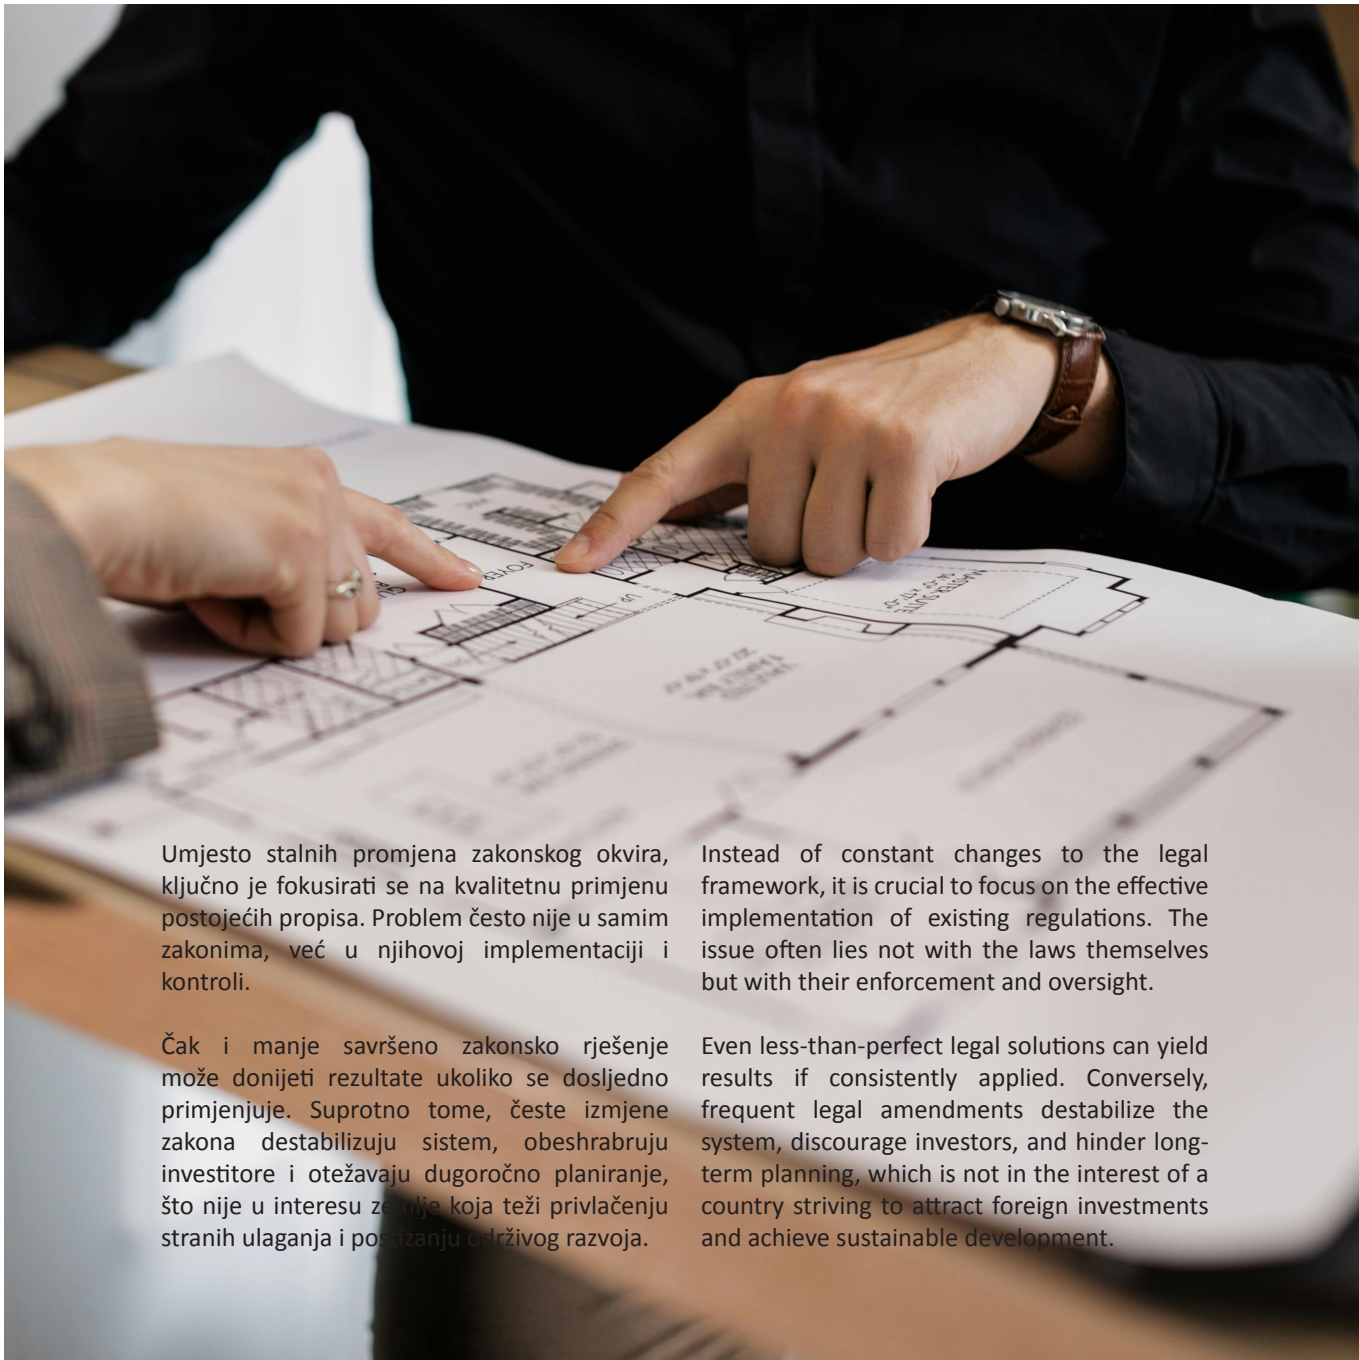 FOYER
UP
MASTER SUITE
Umjesto stalnih promjena zakonskog okvira,
ključno je fokusirati se na kvalitetnu primjenu
postojećih propisa. Problem često nije u samim
zakonima, već u njihovoj implementaciji i
kontroli.
Čak i manje savršeno zakonsko rješenje
može donijeti rezultate ukoliko se dosljedno
primjenjuje. Suprotno tome, česte izmjene
zakona destabilizuju sistem, obeshrabruju
investitore i otežavaju dugoročno planiranje,
što nije u interesu zemlje koja teži privlačenju
stranih ulaganja i postizanju održivog razvoja.
Instead of constant changes to the legal
framework, it is crucial to focus on the effective
implementation of existing regulations. The
issue often lies not with the laws themselves
but with their enforcement and oversight.
Even less-than-perfect legal solutions can yield
results if consistently applied. Conversely,
frequent legal amendments destabilize the
system, discourage investors, and hinder long-
term planning, which is not in the interest of a
country striving to attract foreign investments
and achieve sustainable development.